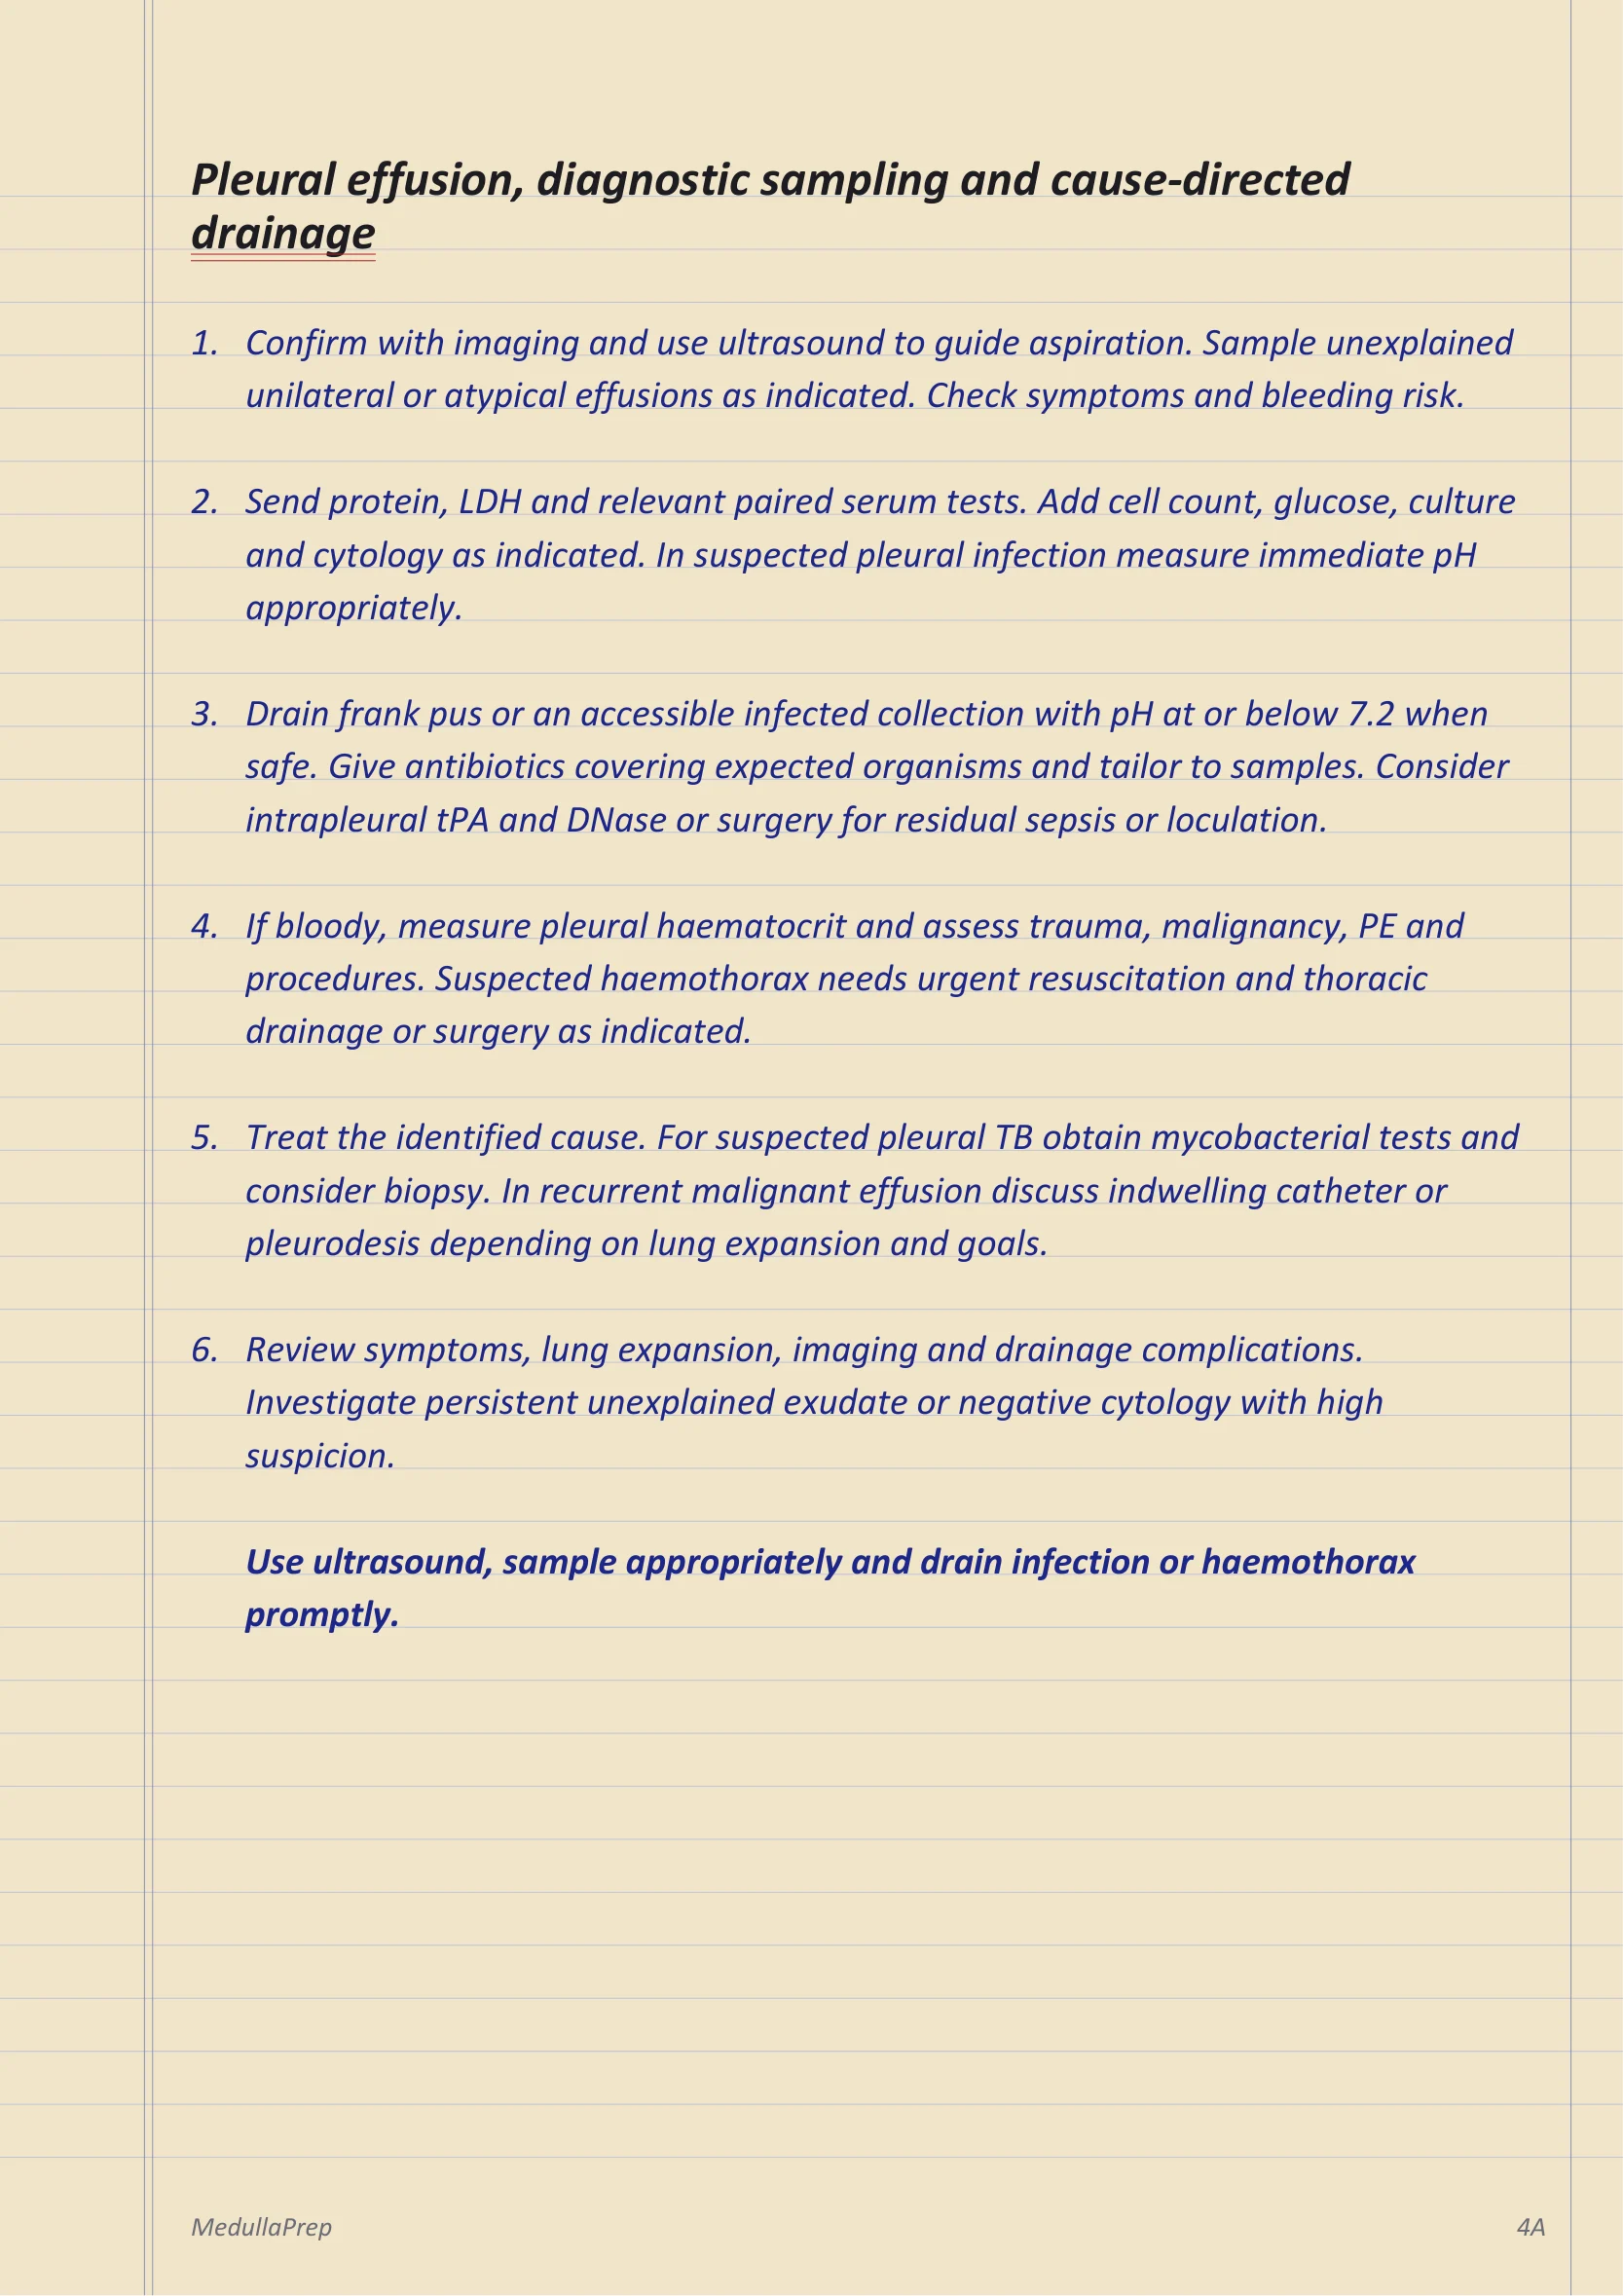 Pleural effusion, diagnostic sampling and cause-directed
drainage
1. Confirm with imaging and use ultrasound to guide aspiration. Sample unexplained
unilateral or atypical effusions as indicated. Check symptoms and bleeding risk.
2. Send protein, LDH and relevant paired serum tests. Add cell count, glucose, culture
and cytology as indicated. In suspected pleural infection measure immediate pH
appropriately.
3. Drain frank pus or an accessible infected collection with pH at or below 7.2 when
safe. Give antibiotics covering expected organisms and tailor to samples. Consider
intrapleural tPA and DNase or surgery for residual sepsis or loculation.
4. If bloody, measure pleural haematocrit and assess trauma, malignancy, PE and
procedures. Suspected haemothorax needs urgent resuscitation and thoracic
drainage or surgery as indicated.
5. Treat the identified cause. For suspected pleural TB obtain mycobacterial tests and
consider biopsy. In recurrent malignant effusion discuss indwelling catheter or
pleurodesis depending on lung expansion and goals.
6. Review symptoms, lung expansion, imaging and drainage complications.
Investigate persistent unexplained exudate or negative cytology with high
suspicion.
Use ultrasound, sample appropriately and drain infection or haemothorax
promptly.
MedullaPrep
4A